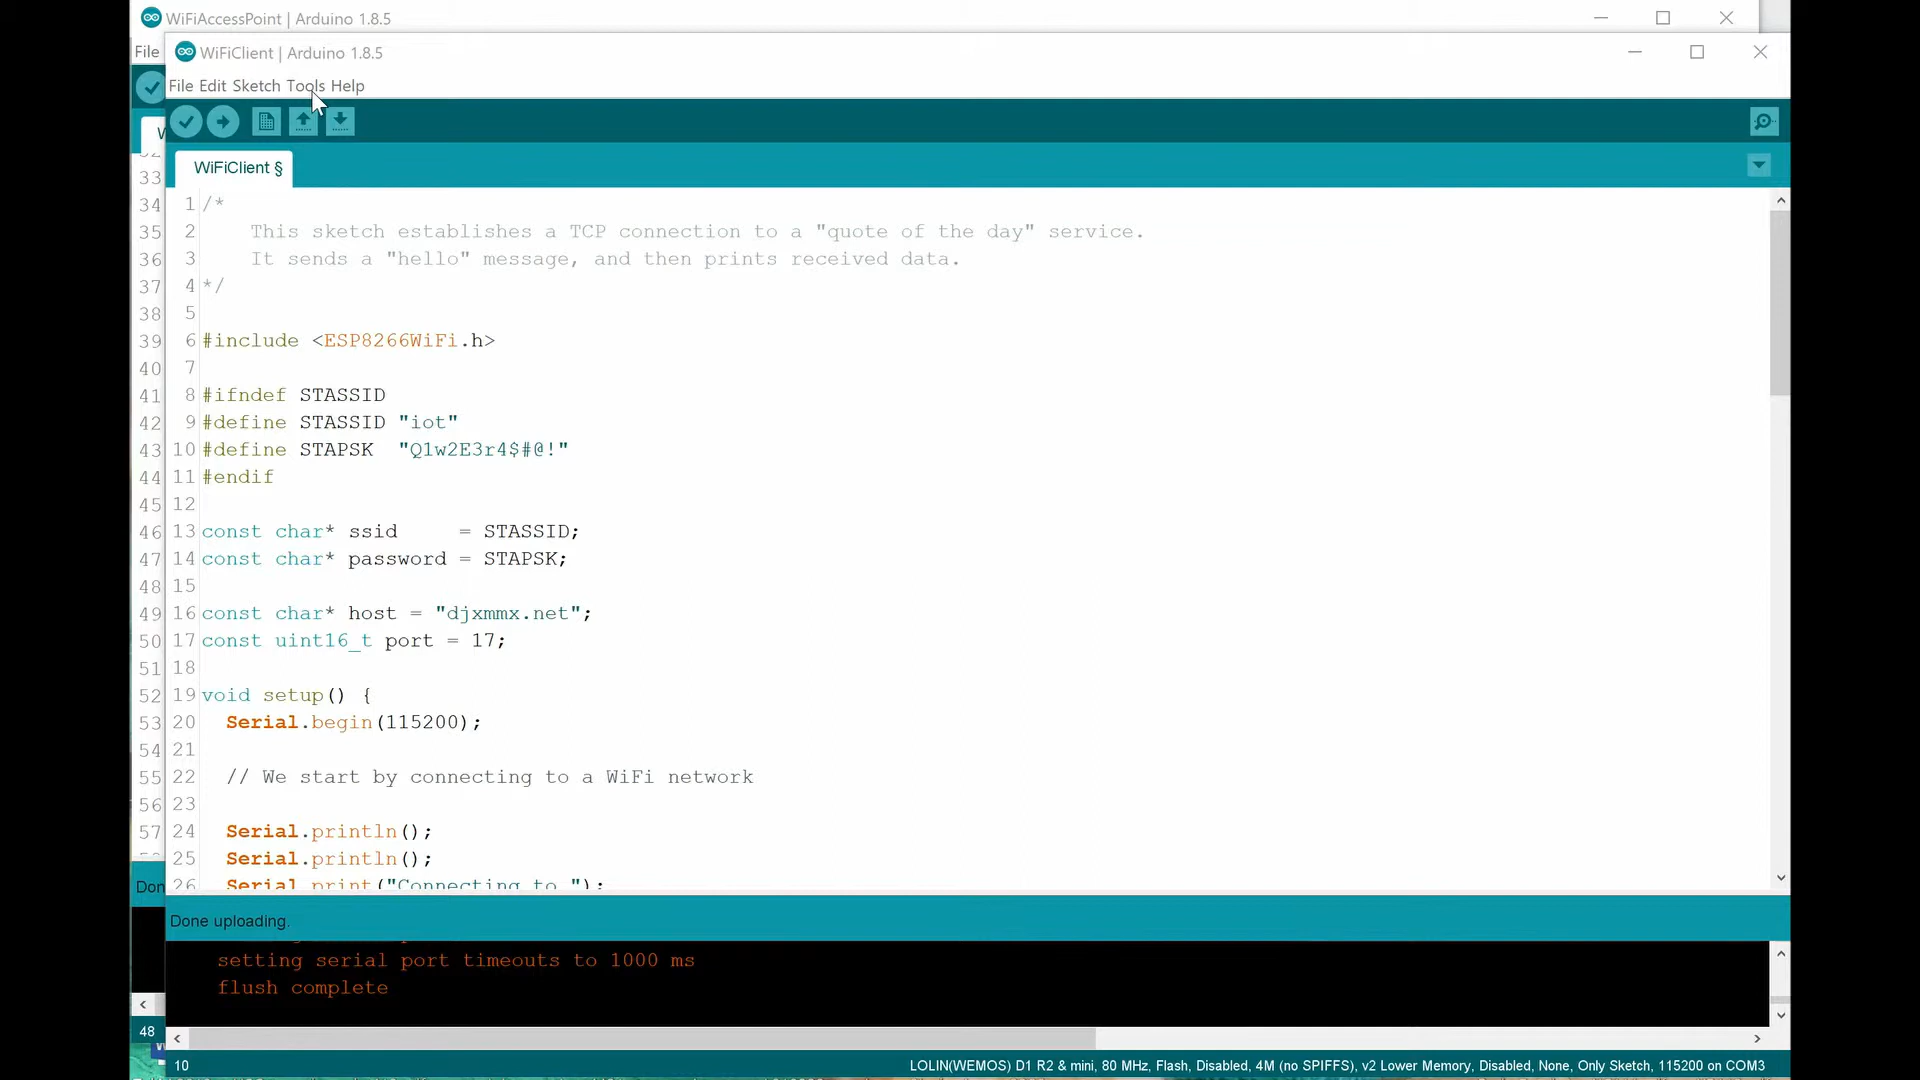 WiFiAccessPoint | Arduino 1.8.5
File
WiFiClient | Arduino 1.8.5
File Edit Sketch Tools Help
WiFiClient §
33
34
35
36
37
38
39
40
41
42
43
44
45
46
47
48
49
50
51
52
53
54
55
56
57
1 /*
2 This sketch establishes a TCP connection to a "quote of the day" service.
3 It sends a "hello" message, and then prints received data.
4 */
5
6 #include <ESP8266WiFi.h>
7
8 #ifndef STASSID
9 #define STASSID "iot"
10 #define STAPSK "Q1w2E3r4$#@!"
11 #endif
12
13 const char* ssid = STASSID;
14 const char* password = STAPSK;
15
16 const char* host = "djxmmx.net";
17 const uint16_t port = 17;
18
19 void setup() {
20 Serial.begin(115200);
21
22 // We start by connecting to a WiFi network
23
24 Serial.println();
25 Serial.println();
26 Serial.print("Connecting to ");
Don
Done uploading.
setting serial port timeouts to 1000 ms
flush complete
48
10
LOLIN(WEMOS) D1 R2 & mini, 80 MHz, Flash, Disabled, 4M (no SPIFFS), v2 Lower Memory, Disabled, None, Only Sketch, 115200 on COM3